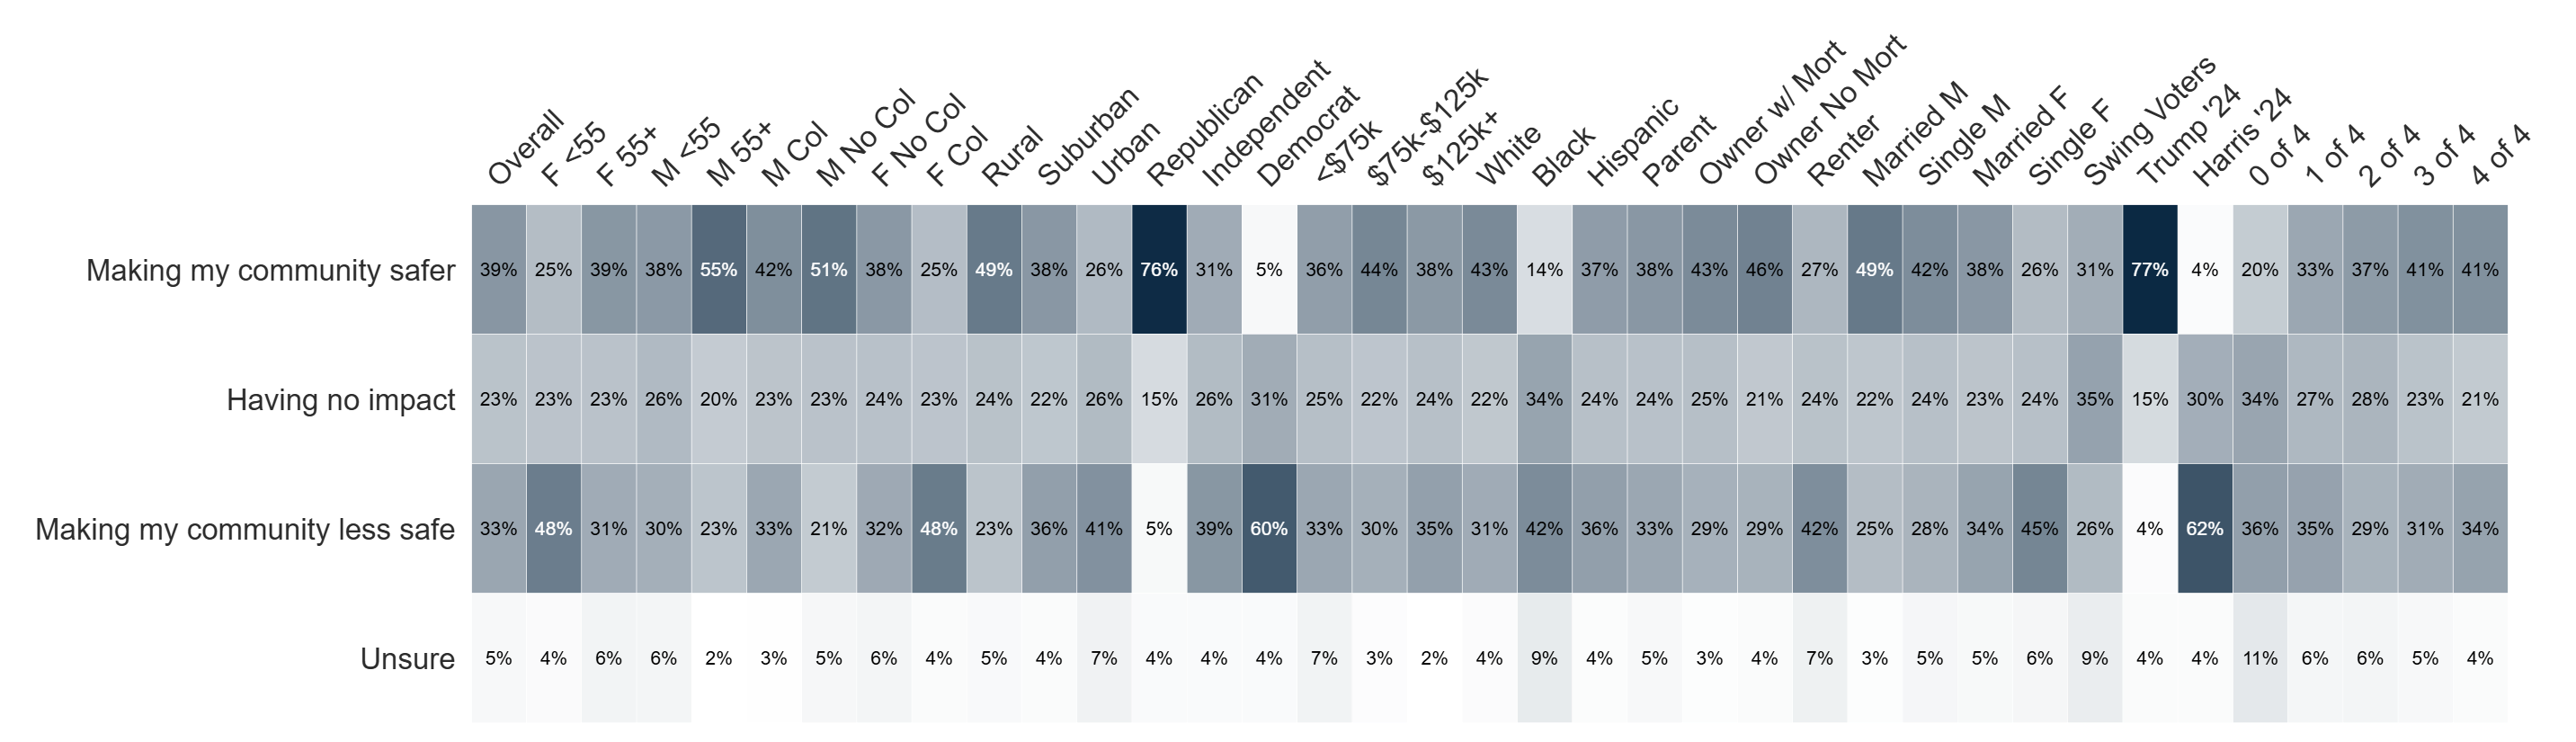 Overall F <55 F 55+ M <55 M 55+ M Col M No Col F No Col F Col Rural Suburban Urban Republican Independent Democrat <$75k $75k-$125k $125k+ White Black Hispanic Parent Owner w/ Mort Owner No Mort Renter Married M Single M Married F Single F Swing Voters Trump '24 Harris '24 0 of 4 1 of 4 2 of 4 3 of 4 4 of 4
Making my community safer 39% 25% 39% 38% 55% 42% 51% 38% 25% 49% 38% 26% 76% 31% 5% 36% 44% 38% 43% 14% 37% 38% 43% 46% 27% 49% 42% 38% 26% 31% 77% 4% 20% 33% 37% 41% 41%
Having no impact 23% 23% 23% 26% 20% 23% 23% 24% 23% 24% 22% 26% 15% 26% 31% 25% 22% 24% 22% 34% 24% 24% 25% 21% 24% 22% 24% 23% 24% 35% 15% 30% 34% 27% 28% 23% 21%
Making my community less safe 33% 48% 31% 30% 23% 33% 21% 32% 48% 23% 36% 41% 5% 39% 60% 33% 30% 35% 31% 42% 36% 33% 29% 29% 42% 25% 28% 34% 45% 26% 4% 62% 36% 35% 29% 31% 34%
Unsure 5% 4% 6% 6% 2% 3% 5% 6% 4% 5% 4% 7% 4% 4% 4% 7% 3% 2% 4% 9% 4% 5% 3% 4% 7% 3% 5% 5% 6% 9% 4% 4% 11% 6% 6% 5% 4%